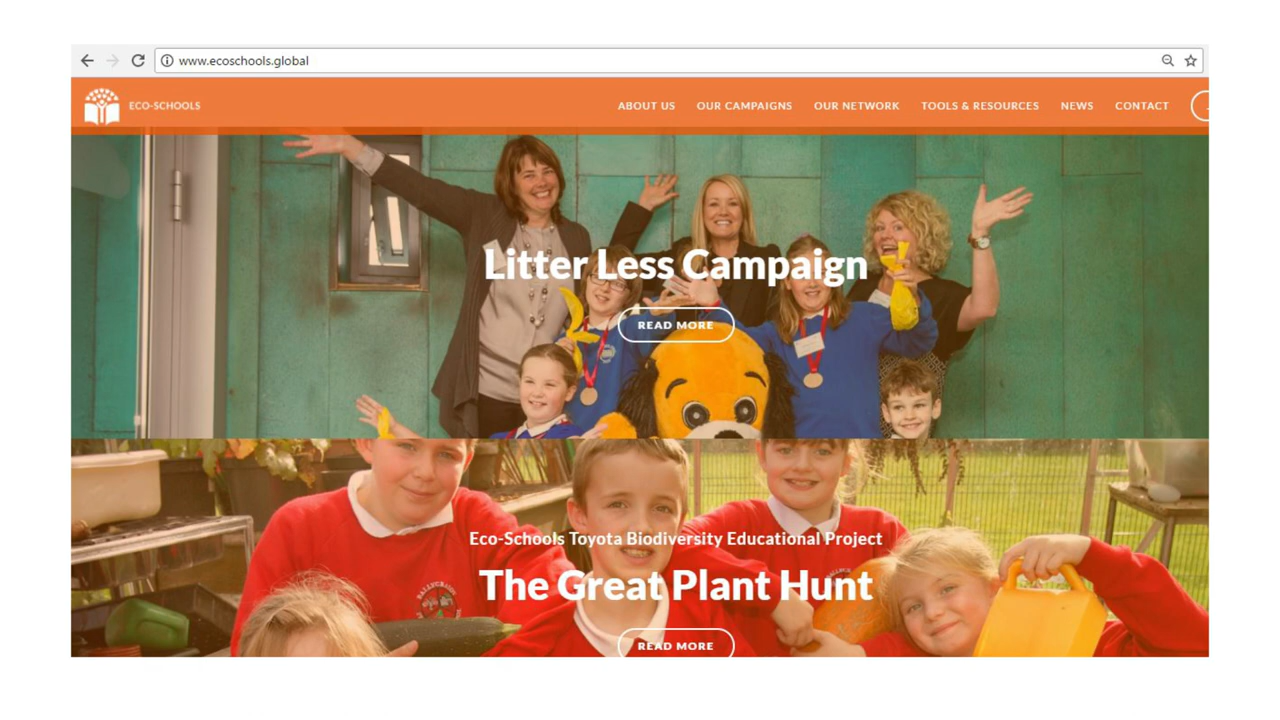 www.ecoschools.global
ECO-SCHOOLS
ABOUT US OUR CAMPAIGNS OUR NETWORK TOOLS & RESOURCES NEWS CONTACT
Litter Less Campaign
READ MORE
Eco-Schools Toyota Biodiversity Educational Project
The Great Plant Hunt
READ MORE